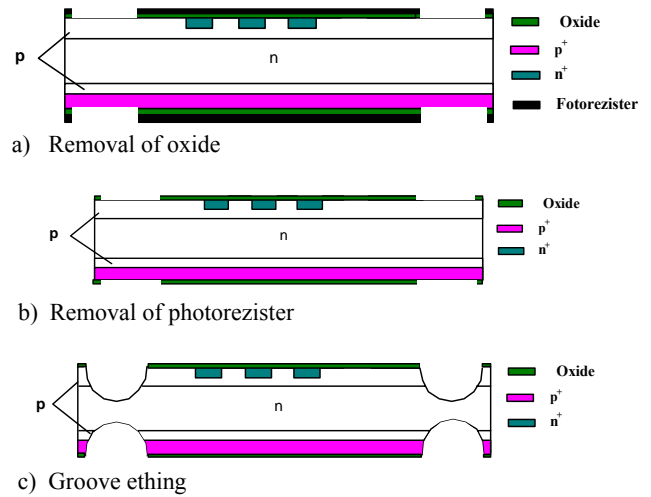 Oxide
p+
n+
Fotorezister
p
n
a) Removal of oxide
Oxide
p+
n+
p
n
b) Removal of photorezister
Oxide
p+
n+
p
n
c) Groove ething